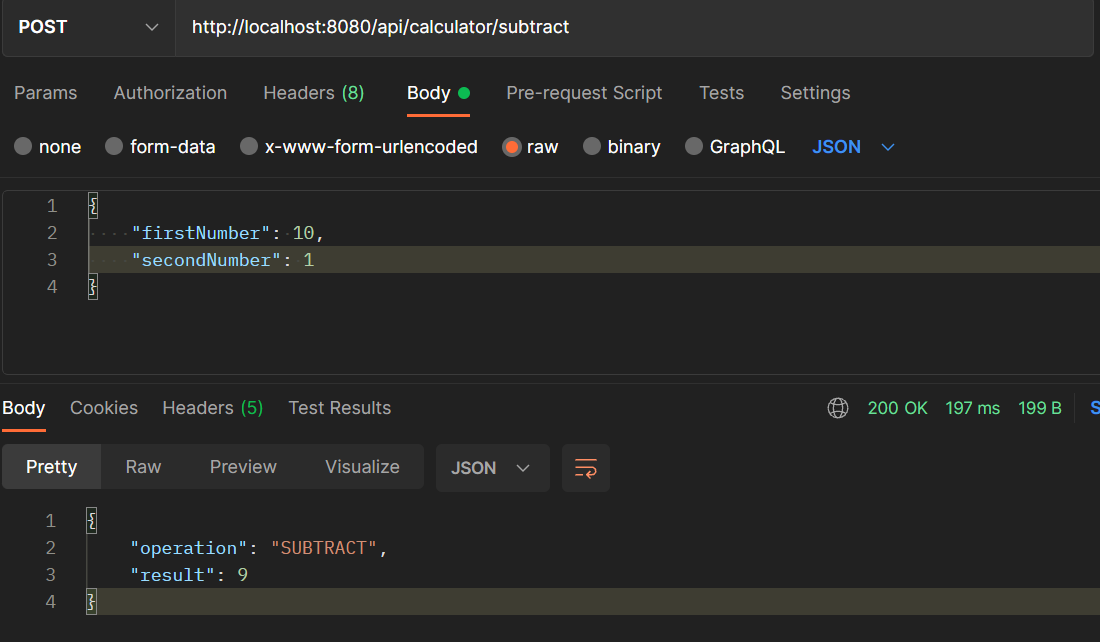 POST http://localhost:8080/api/calculator/subtract
Params Authorization Headers (8) Body Pre-request Script Tests Settings
none form-data x-www-form-urlencoded raw binary GraphQL JSON
1 {
2 "firstNumber": 10,
3 "secondNumber": 1
4 }
Body Cookies Headers (5) Test Results 200 OK 197 ms 199 B S
Pretty Raw Preview Visualize JSON
1 {
2 "operation": "SUBTRACT",
3 "result": 9
4 }